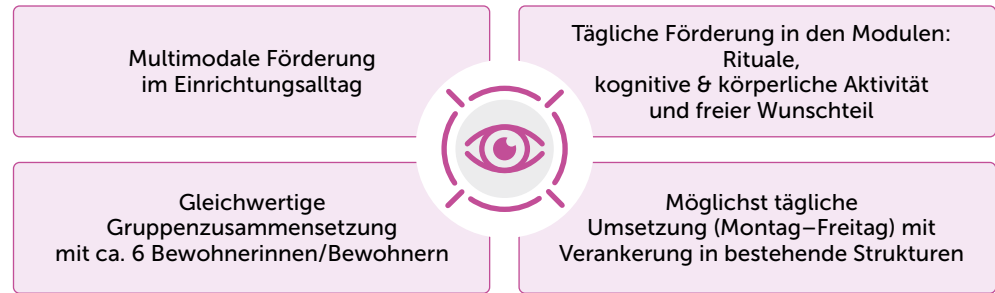 Multimodale Förderung
im Einrichtungsalltag
Tägliche Förderung in den Modulen:
Rituale,
kognitive & körperliche Aktivität
und freier Wunschteil
Gleichwertige
Gruppenzusammensetzung
mit ca. 6 Bewohnerinnen/Bewohnern
Möglichst tägliche
Umsetzung (Montag–Freitag) mit
Verankerung in bestehende Strukturen